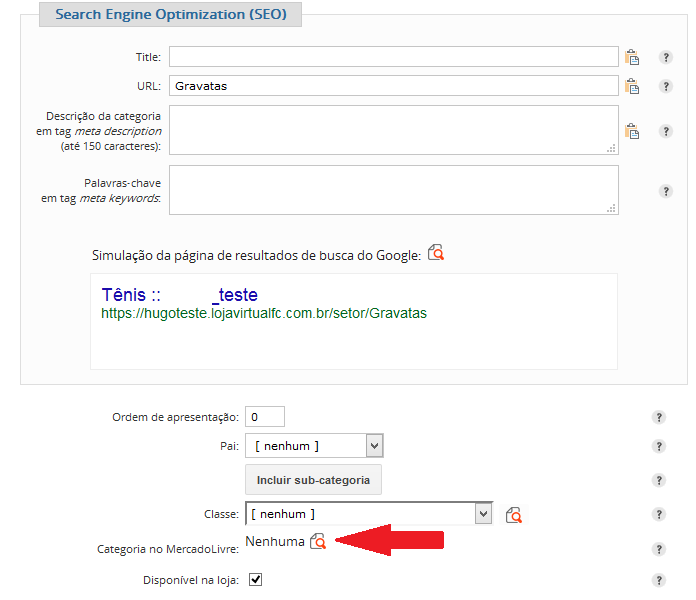 Search Engine Optimization (SEO)
Title:
?
URL: Gravatas
?
Descrição da categoria
em tag meta description
(até 150 caracteres):
?
Palavras-chave
em tag meta keywords:
?
Simulação da página de resultados de busca do Google:
Tênis :: _teste
https://hugoteste.lojavirtualfc.com.br/setor/Gravatas
Ordem de apresentação: 0
?
Pai: [ nenhum ]
?
Incluir sub-categoria
?
Classe: [ nenhum ]
?
Categoria no MercadoLivre: Nenhuma
?
Disponível na loja:
?